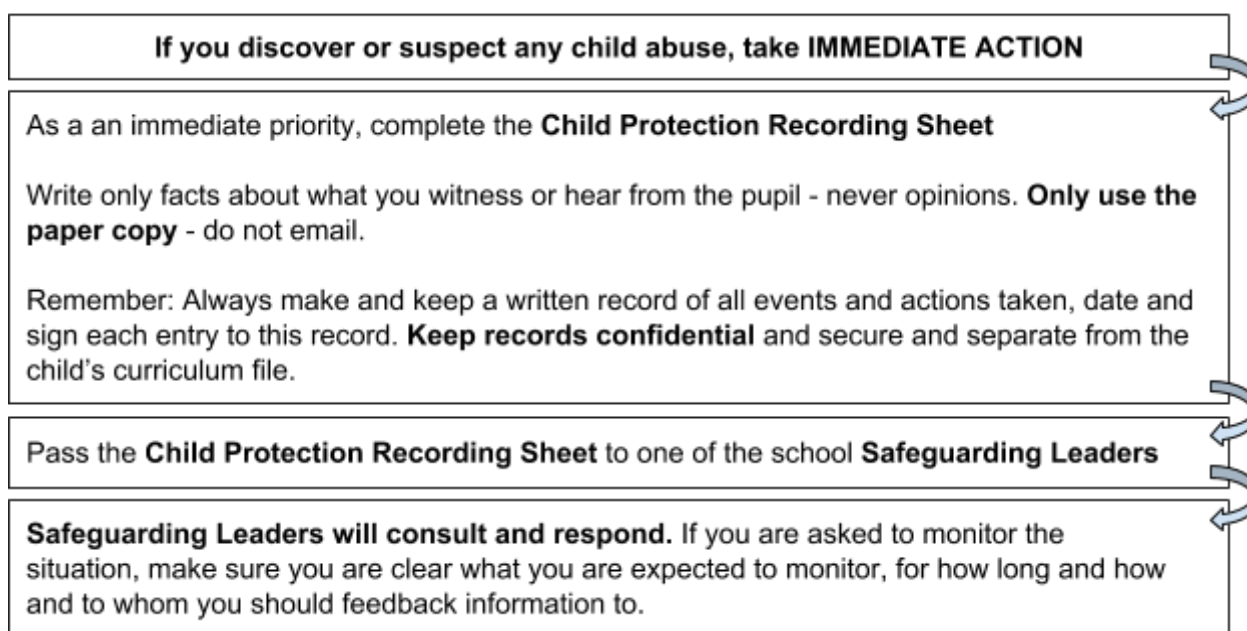 If you discover or suspect any child abuse, take IMMEDIATE ACTION
As a an immediate priority, complete the Child Protection Recording Sheet
Write only facts about what you witness or hear from the pupil - never opinions. Only use the
paper copy - do not email.
Remember: Always make and keep a written record of all events and actions taken, date and
sign each entry to this record. Keep records confidential and secure and separate from the
child's curriculum file.
Pass the Child Protection Recording Sheet to one of the school Safeguarding Leaders
Safeguarding Leaders will consult and respond. If you are asked to monitor the
situation, make sure you are clear what you are expected to monitor, for how long and how
and to whom you should feedback information to.